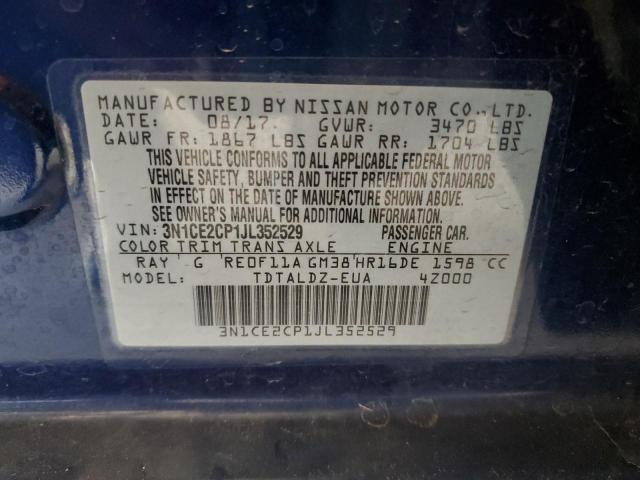 MANUFACTURED BY NISSAN MOTOR CO., LTD.
DATE: 08/17. GVWR: 3470 LBS
GAWR FR: 1867 LBS GAWR RR: 1704 LBS
THIS VEHICLE CONFORMS TO ALL APPLICABLE FEDERAL MOTOR
VEHICLE SAFETY, BUMPER AND THEFT PREVENTION STANDARDS
IN EFFECT ON THE DATE OF MANUFACTURE SHOWN ABOVE.
SEE OWNER'S MANUAL FOR ADDITIONAL INFORMATION.
VIN: 3N1CE2CP1JL352529 PASSENGER CAR.
COLOR TRIM TRANS AXLE ENGINE
RAY G RE0F11A GM38 HR16DE 1598 CC
MODEL: TDTALDZ-EUA 4Z000
3N1CE2CP1JL352529